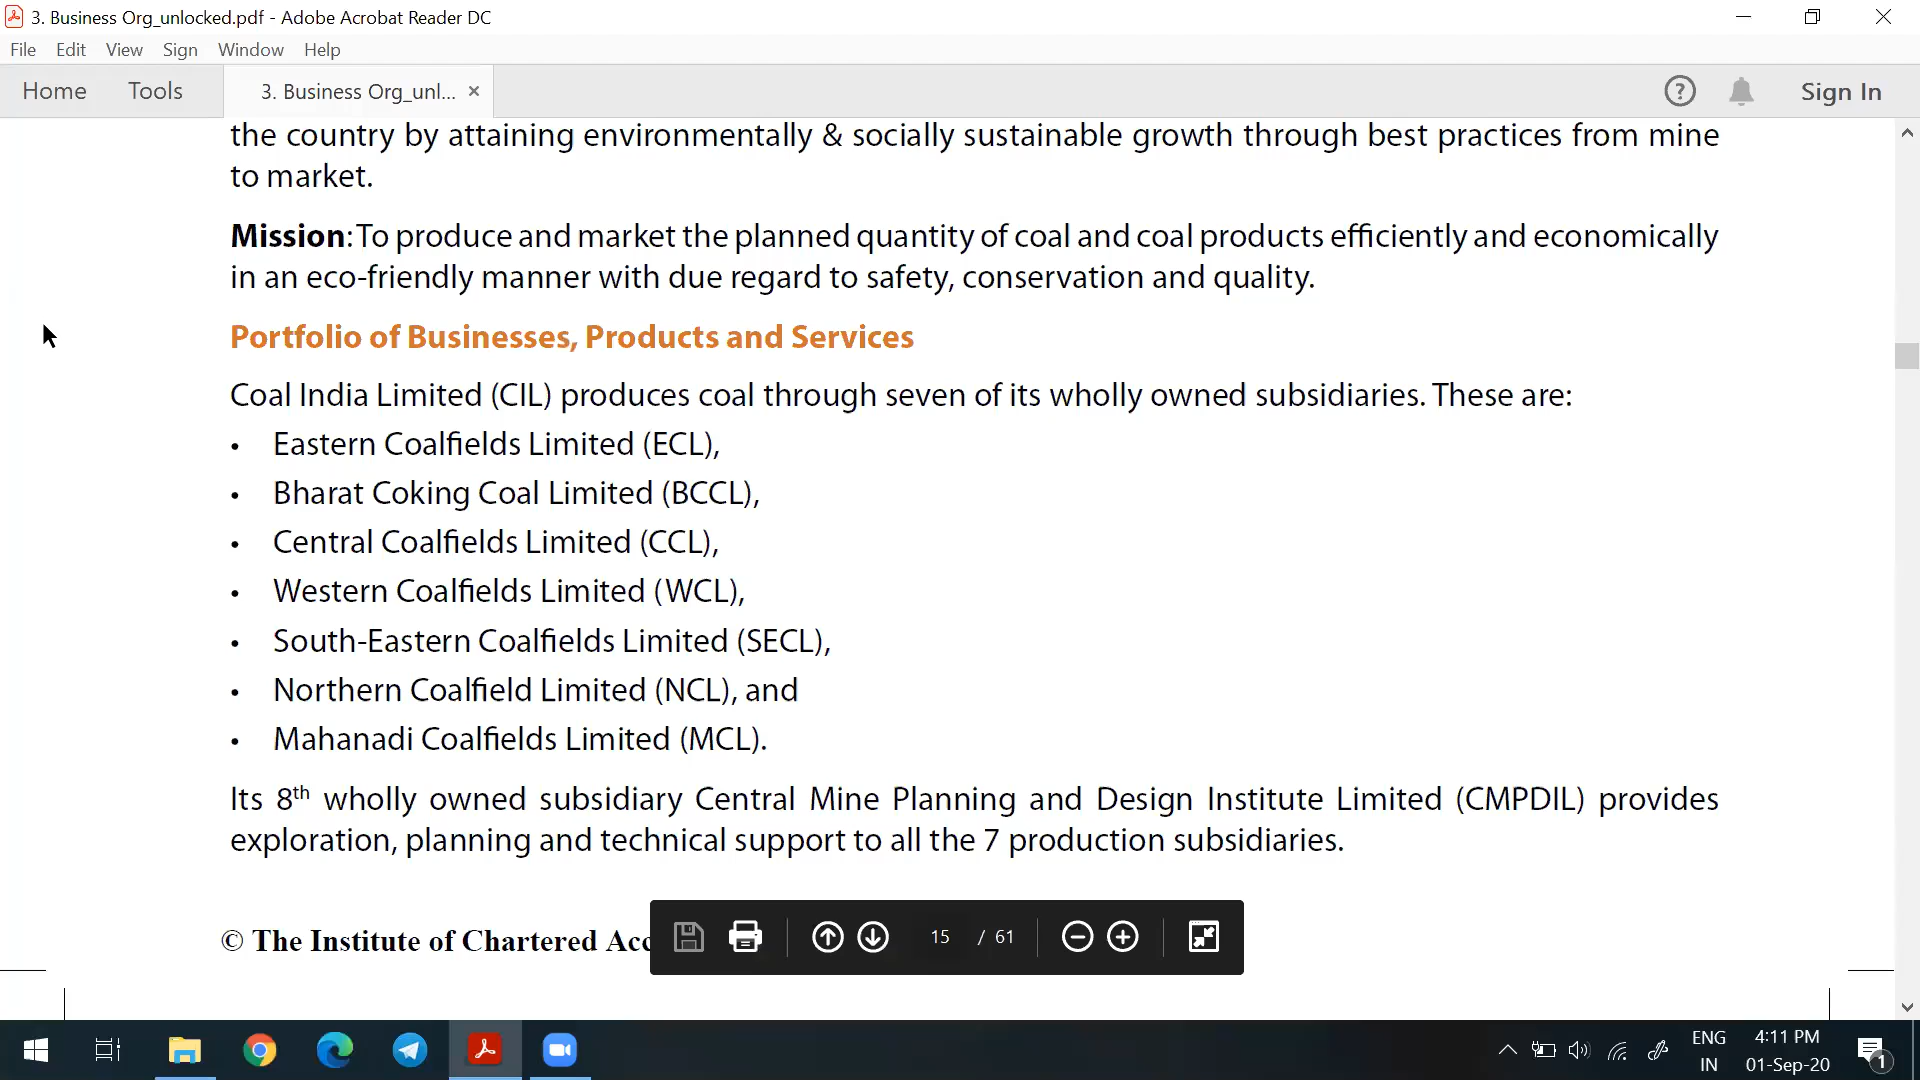 3. Business Org_unlocked.pdf - Adobe Acrobat Reader DC
File Edit View Sign Window Help
Home Tools 3. Business Org_unl... × ? Sign In
the country by attaining environmentally & socially sustainable growth through best practices from mine
to market.
Mission: To produce and market the planned quantity of coal and coal products efficiently and economically
in an eco-friendly manner with due regard to safety, conservation and quality.
Portfolio of Businesses, Products and Services
Coal India Limited (CIL) produces coal through seven of its wholly owned subsidiaries. These are:
• Eastern Coalfields Limited (ECL),
• Bharat Coking Coal Limited (BCCL),
• Central Coalfields Limited (CCL),
• Western Coalfields Limited (WCL),
• South-Eastern Coalfields Limited (SECL),
• Northern Coalfield Limited (NCL), and
• Mahanadi Coalfields Limited (MCL).
Its 8th wholly owned subsidiary Central Mine Planning and Design Institute Limited (CMPDIL) provides
exploration, planning and technical support to all the 7 production subsidiaries.
© The Institute of Chartered Acc
15 / 61
ENG 4:11 PM
IN 01-Sep-20 1